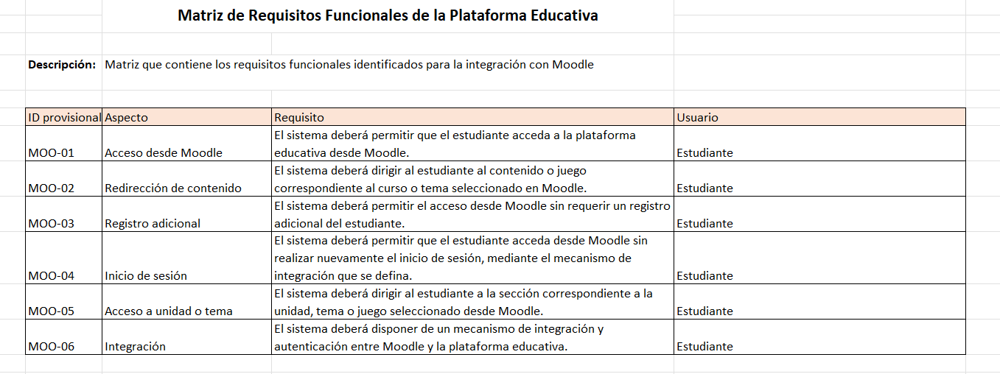 Matriz de Requisitos Funcionales de la Plataforma Educativa
Descripción: Matriz que contiene los requisitos funcionales identificados para la integración con Moodle
ID provisional Aspecto Requisito Usuario
El sistema deberá permitir que el estudiante acceda a la plataforma
MOO-01 Acceso desde Moodle educativa desde Moodle. Estudiante
El sistema deberá dirigir al estudiante al contenido o juego
MOO-02 Redirección de contenido correspondiente al curso o tema seleccionado en Moodle. Estudiante
El sistema deberá permitir el acceso desde Moodle sin requerir un registro
MOO-03 Registro adicional adicional del estudiante. Estudiante
El sistema deberá permitir que el estudiante acceda desde Moodle sin
realizar nuevamente el inicio de sesión, mediante el mecanismo de
MOO-04 Inicio de sesión integración que se defina. Estudiante
El sistema deberá dirigir al estudiante a la sección correspondiente a la
MOO-05 Acceso a unidad o tema unidad, tema o juego seleccionado desde Moodle. Estudiante
El sistema deberá disponer de un mecanismo de integración y
MOO-06 Integración autenticación entre Moodle y la plataforma educativa. Estudiante